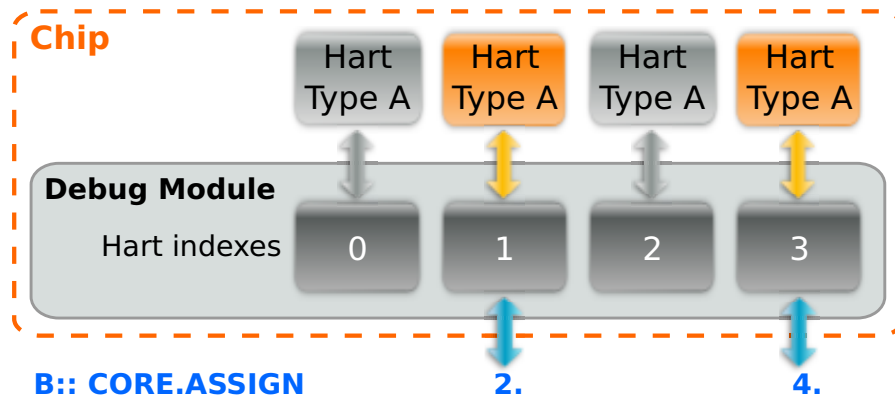 Chip
Hart Hart Hart Hart
Type A Type A Type A Type A
Debug Module
Hart indexes 0 1 2 3
B:: CORE.ASSIGN 2. 4.